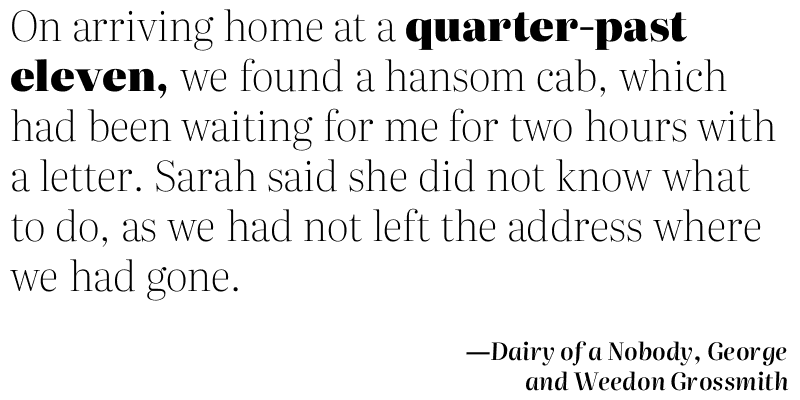 On arriving home at a quarter-past
eleven, we found a hansom cab, which
had been waiting for me for two hours with
a letter. Sarah said she did not know what
to do, as we had not left the address where
we had gone.
—Dairy of a Nobody, George
and Weedon Grossmith